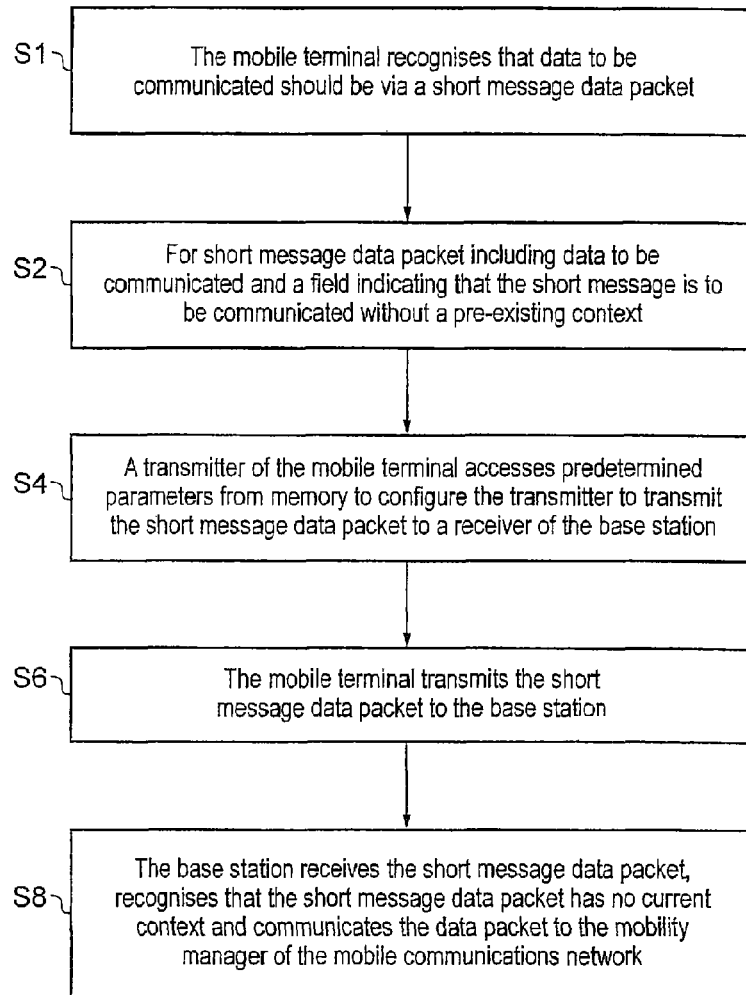 S1
The mobile terminal recognises that data to be
communicated should be via a short message data packet
S2
For short message data packet including data to be
communicated and a field indicating that the short message is to
be communicated without a pre-existing context
S4
A transmitter of the mobile terminal accesses predetermined
parameters from memory to configure the transmitter to transmit
the short message data packet to a receiver of the base station
S6
The mobile terminal transmits the short
message data packet to the base station
S8
The base station receives the short message data packet,
recognises that the short message data packet has no current
context and communicates the data packet to the mobility
manager of the mobile communications network